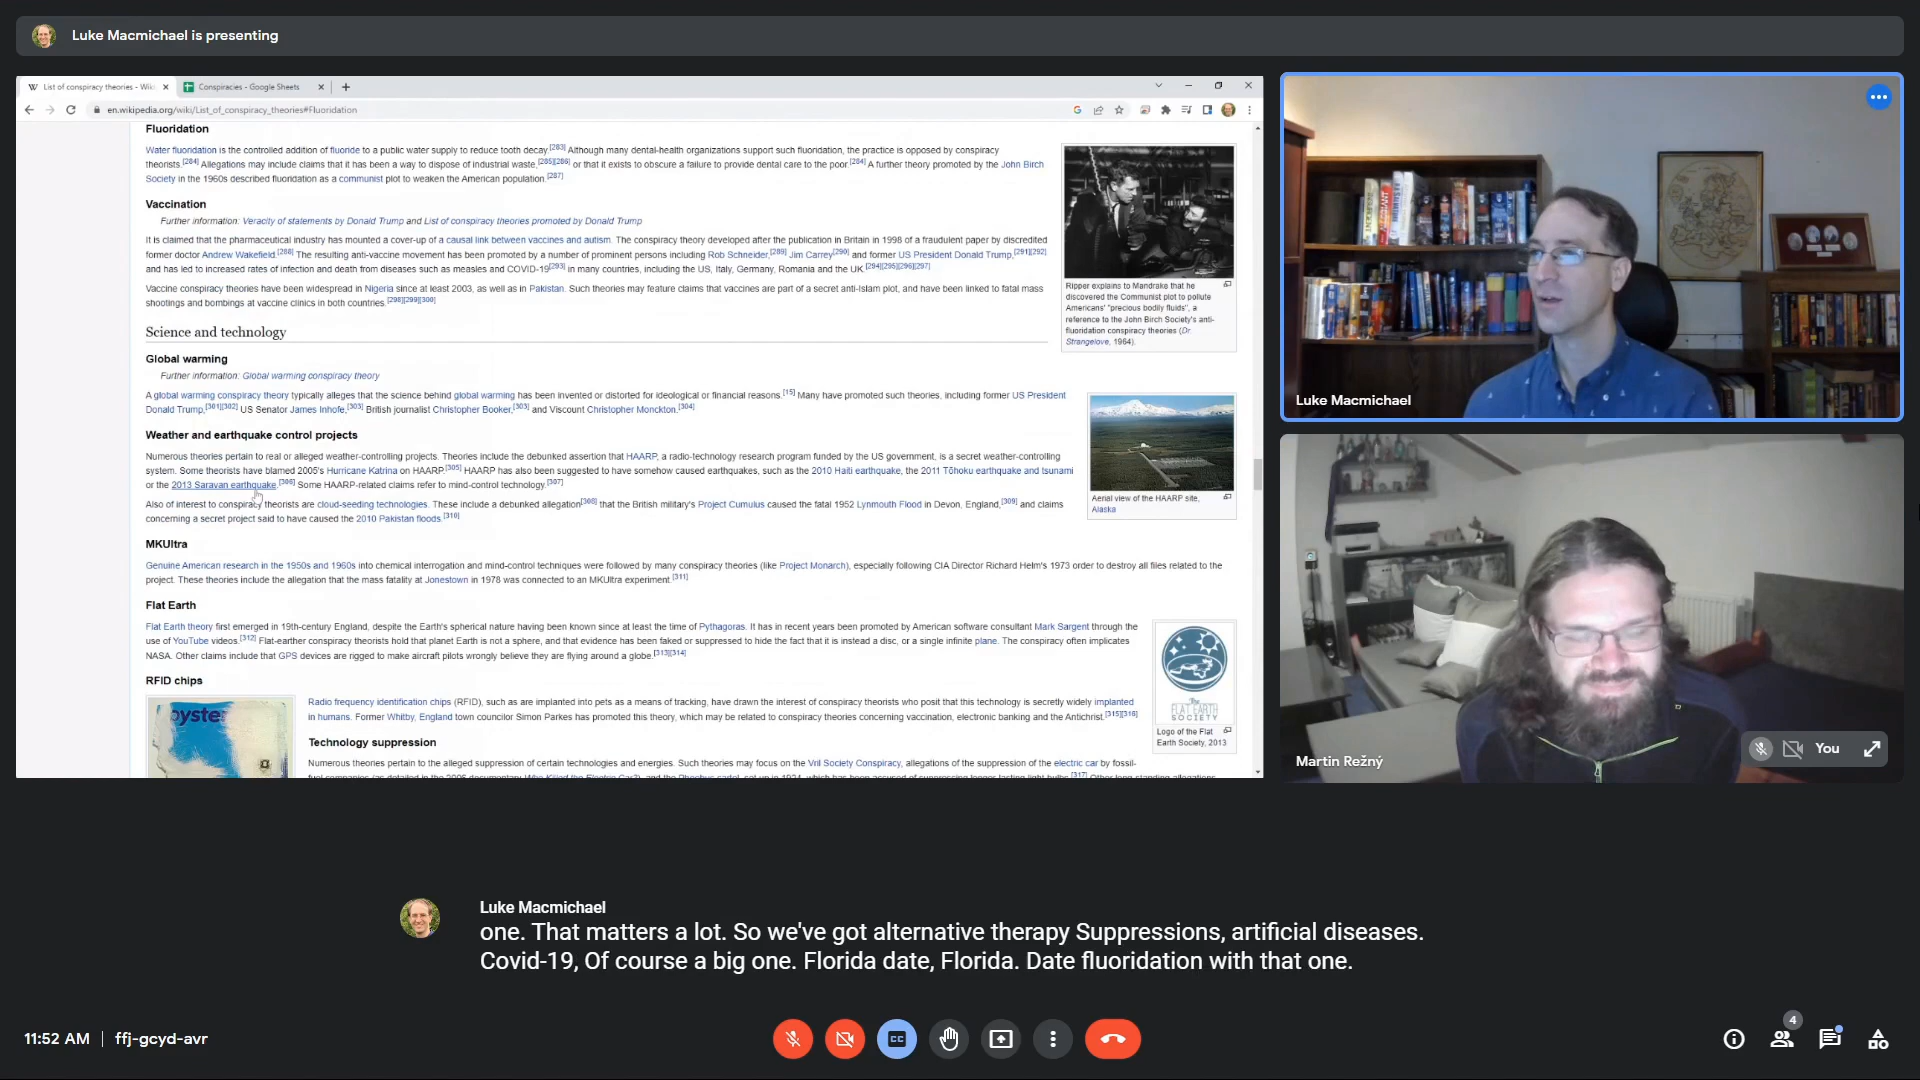 Luke Macmichael is presenting
List of conspiracy theories - Wiki
Conspiracies - Google Sheets
en.wikipedia.org/wiki/List_of_conspiracy_theories#Fluoridation
Fluoridation
Water fluoridation is the controlled addition of fluoride to a public water supply to reduce tooth decay.[283] Although many dental-health organizations support such fluoridation, the practice is opposed by conspiracy
theorists.[284] Allegations may include claims that it has been a way to dispose of industrial waste,[285][286] or that it exists to obscure a failure to provide dental care to the poor.[284] A further theory promoted by the John Birch
Society in the 1960s described fluoridation as a communist plot to weaken the American population.[287]
Ripper explains to Mandrake that he
discovered the Communist plot to pollute
Americans' "precious bodily fluids", a
reference to the John Birch Society's anti-
fluoridation conspiracy theories (Dr.
Strangelove, 1964).
Vaccination
Further information: Veracity of statements by Donald Trump and List of conspiracy theories promoted by Donald Trump
It is claimed that the pharmaceutical industry has mounted a cover-up of a causal link between vaccines and autism. The conspiracy theory developed after the publication in Britain in 1998 of a fraudulent paper by discredited
former doctor Andrew Wakefield.[288] The resulting anti-vaccine movement has been promoted by a number of prominent persons including Rob Schneider,[289] Jim Carrey[290] and former US President Donald Trump,[291][292]
and has led to increased rates of infection and death from diseases such as measles and COVID-19[293] in many countries, including the US, Italy, Germany, Romania and the UK.[294][295][296][297]
Vaccine conspiracy theories have been widespread in Nigeria since at least 2003, as well as in Pakistan. Such theories may feature claims that vaccines are part of a secret anti-Islam plot, and have been linked to fatal mass
shootings and bombings at vaccine clinics in both countries.[298][299][300]
Science and technology
Global warming
Further information: Global warming conspiracy theory
A global warming conspiracy theory typically alleges that the science behind global warming has been invented or distorted for ideological or financial reasons.[15] Many have promoted such theories, including former US President
Donald Trump,[301][302] US Senator James Inhofe,[303] British journalist Christopher Booker,[303] and Viscount Christopher Monckton.[304]
Weather and earthquake control projects
Numerous theories pertain to real or alleged weather-controlling projects. Theories include the debunked assertion that HAARP, a radio-technology research program funded by the US government, is a secret weather-controlling
system. Some theorists have blamed 2005's Hurricane Katrina on HAARP.[305] HAARP has also been suggested to have somehow caused earthquakes, such as the 2010 Haiti earthquake, the 2011 Tōhoku earthquake and tsunami
or the 2013 Saravan earthquake.[306] Some HAARP-related claims refer to mind-control technology.[307]
Also of interest to conspiracy theorists are cloud-seeding technologies. These include a debunked allegation[308] that the British military's Project Cumulus caused the fatal 1952 Lynmouth Flood in Devon, England,[309] and claims
concerning a secret project said to have caused the 2010 Pakistan floods.[310]
Aerial view of the HAARP site,
Alaska
MKUltra
Genuine American research in the 1950s and 1960s into chemical interrogation and mind-control techniques were followed by many conspiracy theories (like Project Monarch), especially following CIA Director Richard Helm's 1973 order to destroy all files related to the
project. These theories include the allegation that the mass fatality at Jonestown in 1978 was connected to an MKUltra experiment.[311]
Flat Earth
Flat Earth theory first emerged in 19th-century England, despite the Earth's spherical nature having been known since at least the time of Pythagoras. It has in recent years been promoted by American software consultant Mark Sargent through the
use of YouTube videos.[312] Flat-earther conspiracy theorists hold that planet Earth is not a sphere, and that evidence has been faked or suppressed to hide the fact that it is instead a disc, or a single infinite plane. The conspiracy often implicates
NASA. Other claims include that GPS devices are rigged to make aircraft pilots wrongly believe they are flying around a globe.[313][314]
The
FLAT EARTH
SOCIETY
Logo of the Flat
Earth Society, 2013
RFID chips
oyste
Radio frequency identification chips (RFID), such as are implanted into pets as a means of tracking, have drawn the interest of conspiracy theorists who posit that this technology is secretly widely implanted
in humans. Former Whitby, England town councilor Simon Parkes has promoted this theory, which may be related to conspiracy theories concerning vaccination, electronic banking and the Antichrist.[315][316]
Technology suppression
Numerous theories pertain to the alleged suppression of certain technologies and energies. Such theories may focus on the Vril Society Conspiracy, allegations of the suppression of the electric car by fossil-
Luke Macmichael
Martin Režný
You
Luke Macmichael
one. That matters a lot. So we've got alternative therapy Suppressions, artificial diseases.
Covid-19, Of course a big one. Florida date, Florida. Date fluoridation with that one.
11:52 AM | ffj-gcyd-avr
CC
4